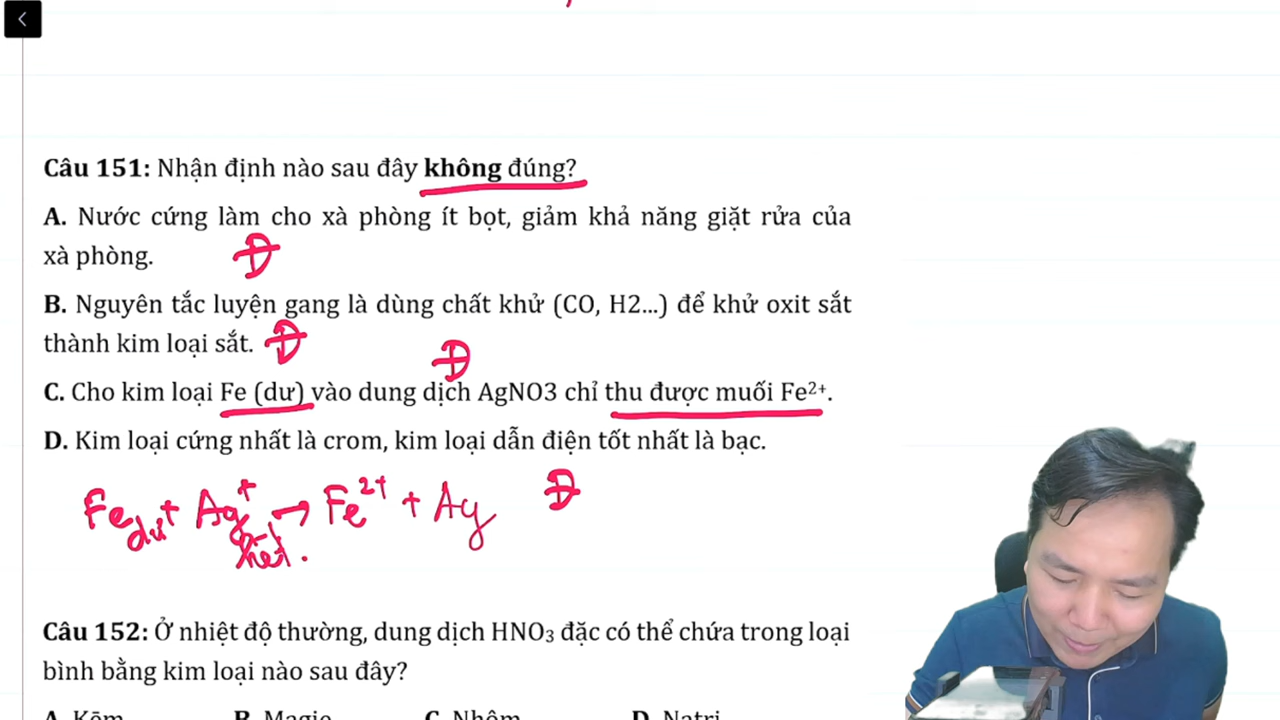 Câu 151: Nhận định nào sau đây không đúng?
A. Nước cứng làm cho xà phòng ít bọt, giảm khả năng giặt rửa của
xà phòng.
Đ
B. Nguyên tắc luyện gang là dùng chất khử (CO, H2...) để khử oxit sắt
thành kim loại sắt.
Đ
Đ
C. Cho kim loại Fe (dư) vào dung dịch AgNO3 chỉ thu được muối Fe²⁺.
D. Kim loại cứng nhất là crom, kim loại dẫn điện tốt nhất là bạc.
Fe dư + Ag⁺ hết. → Fe²⁺ + Ag
Đ
Câu 152: Ở nhiệt độ thường, dung dịch HNO₃ đặc có thể chứa trong loại
bình bằng kim loại nào sau đây?
A. Kẽm B. Magie C. Nhôm D. Natri